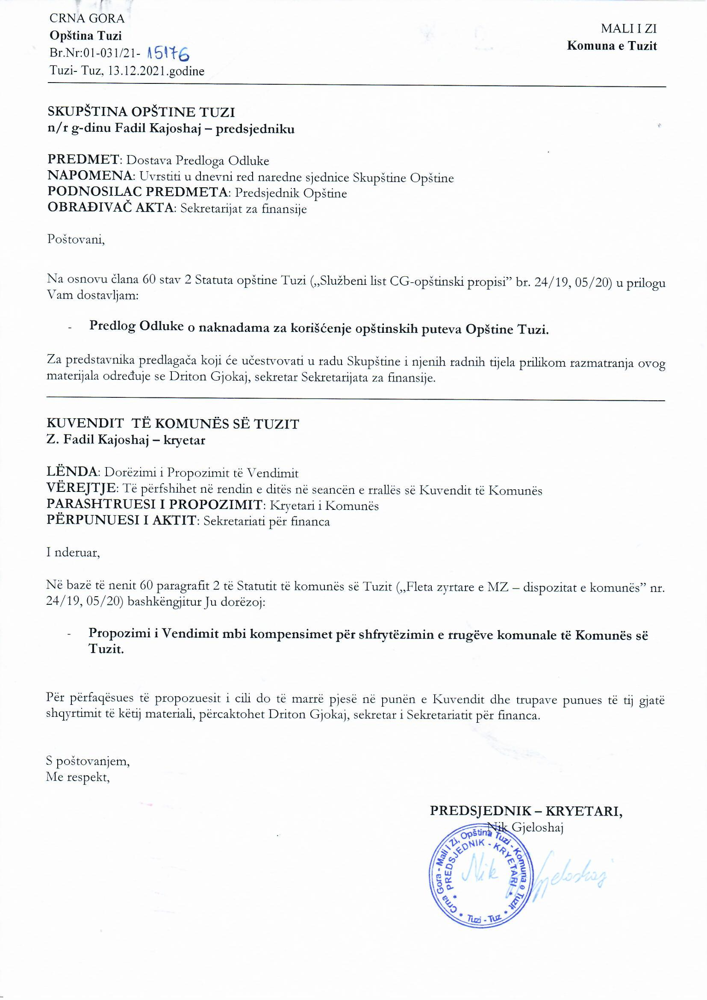 CRNA GORA
Opština Tuzi
Br.Nr:01-031/21- 15176
Tuzi- Tuz, 13.12.2021.godine
MALI I ZI
Komuna e Tuzit
SKUPŠTINA OPŠTINE TUZI
n/r g-dinu Fadil Kajoshaj – predsjedniku
PREDMET: Dostava Predloga Odluke
NAPOMENA: Uvrstiti u dnevni red naredne sjednice Skupštine Opštine
PODNOSILAC PREDMETA: Predsjednik Opštine
OBRAĐIVAČ AKTA: Sekretarijat za finansije
Poštovani,
Na osnovu člana 60 stav 2 Statuta opštine Tuzi („Službeni list CG-opštinski propisi” br. 24/19, 05/20) u prilogu
Vam dostavljam:
- Predlog Odluke o naknadama za korišćenje opštinskih puteva Opštine Tuzi.
Za predstavnika predlagača koji će učestvovati u radu Skupštine i njenih radnih tijela prilikom razmatranja ovog
materijala određuje se Driton Gjokaj, sekretar Sekretarijata za finansije.
KUVENDIT TË KOMUNËS SË TUZIT
Z. Fadil Kajoshaj – kryetar
LËNDA: Dorëzimi i Propozimit të Vendimit
VËREJTJE: Të përfshihet në rendin e ditës në seancën e rrallës së Kuvendit të Komunës
PARASHTRUESI I PROPOZIMIT: Kryetari i Komunës
PËRPUNUESI I AKTIT: Sekretariati për financa
I nderuar,
Në bazë të nenit 60 paragrafit 2 të Statutit të komunës së Tuzit („Fleta zyrtare e MZ – dispozitat e komunës” nr.
24/19, 05/20) bashkëngjitur Ju dorëzoj:
- Propozimi i Vendimit mbi kompensimet për shfrytëzimin e rrugëve komunale të Komunës së
Tuzit.
Për përfaqësues të propozuesit i cili do të marrë pjesë në punën e Kuvendit dhe trupave punues të tij gjatë
shqyrtimit të këtij materiali, përcaktohet Driton Gjokaj, sekretar i Sekretariatit për financa.
S poštovanjem,
Me respekt,
PREDSJEDNIK – KRYETARI,
Nik Gjeloshaj
Crna Gora - Mali i Zi, Opština Tuzi - Komuna e Tuzit
PREDSJEDNIK - KRYETARI
Tuzi - Tuz
Nik Gjeloshaj